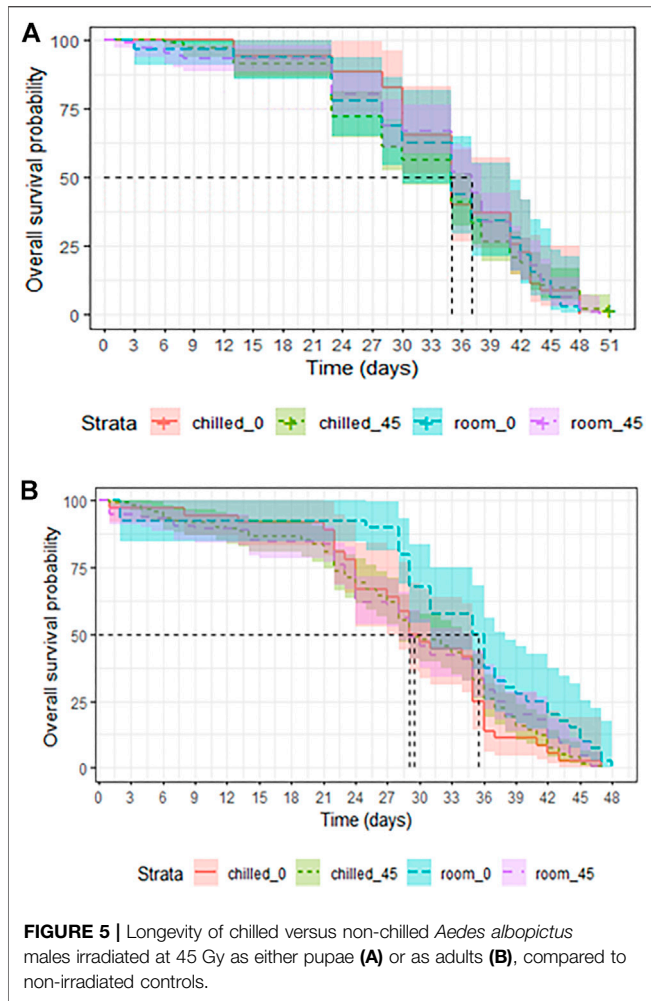 A
Overall survival probability
100
75
50
25
0
0 3 6 9 12 15 18 21 24 27 30 33 36 39 42 45 48 51
Time (days)
Strata chilled_0 chilled_45 room_0 room_45
B
Overall survival probability
100
75
50
25
0
0 3 6 9 12 15 18 21 24 27 30 33 36 39 42 45 48
Time (days)
Strata chilled_0 chilled_45 room_0 room_45
FIGURE 5 | Longevity of chilled versus non-chilled Aedes albopictus
males irradiated at 45 Gy as either pupae (A) or as adults (B), compared to
non-irradiated controls.